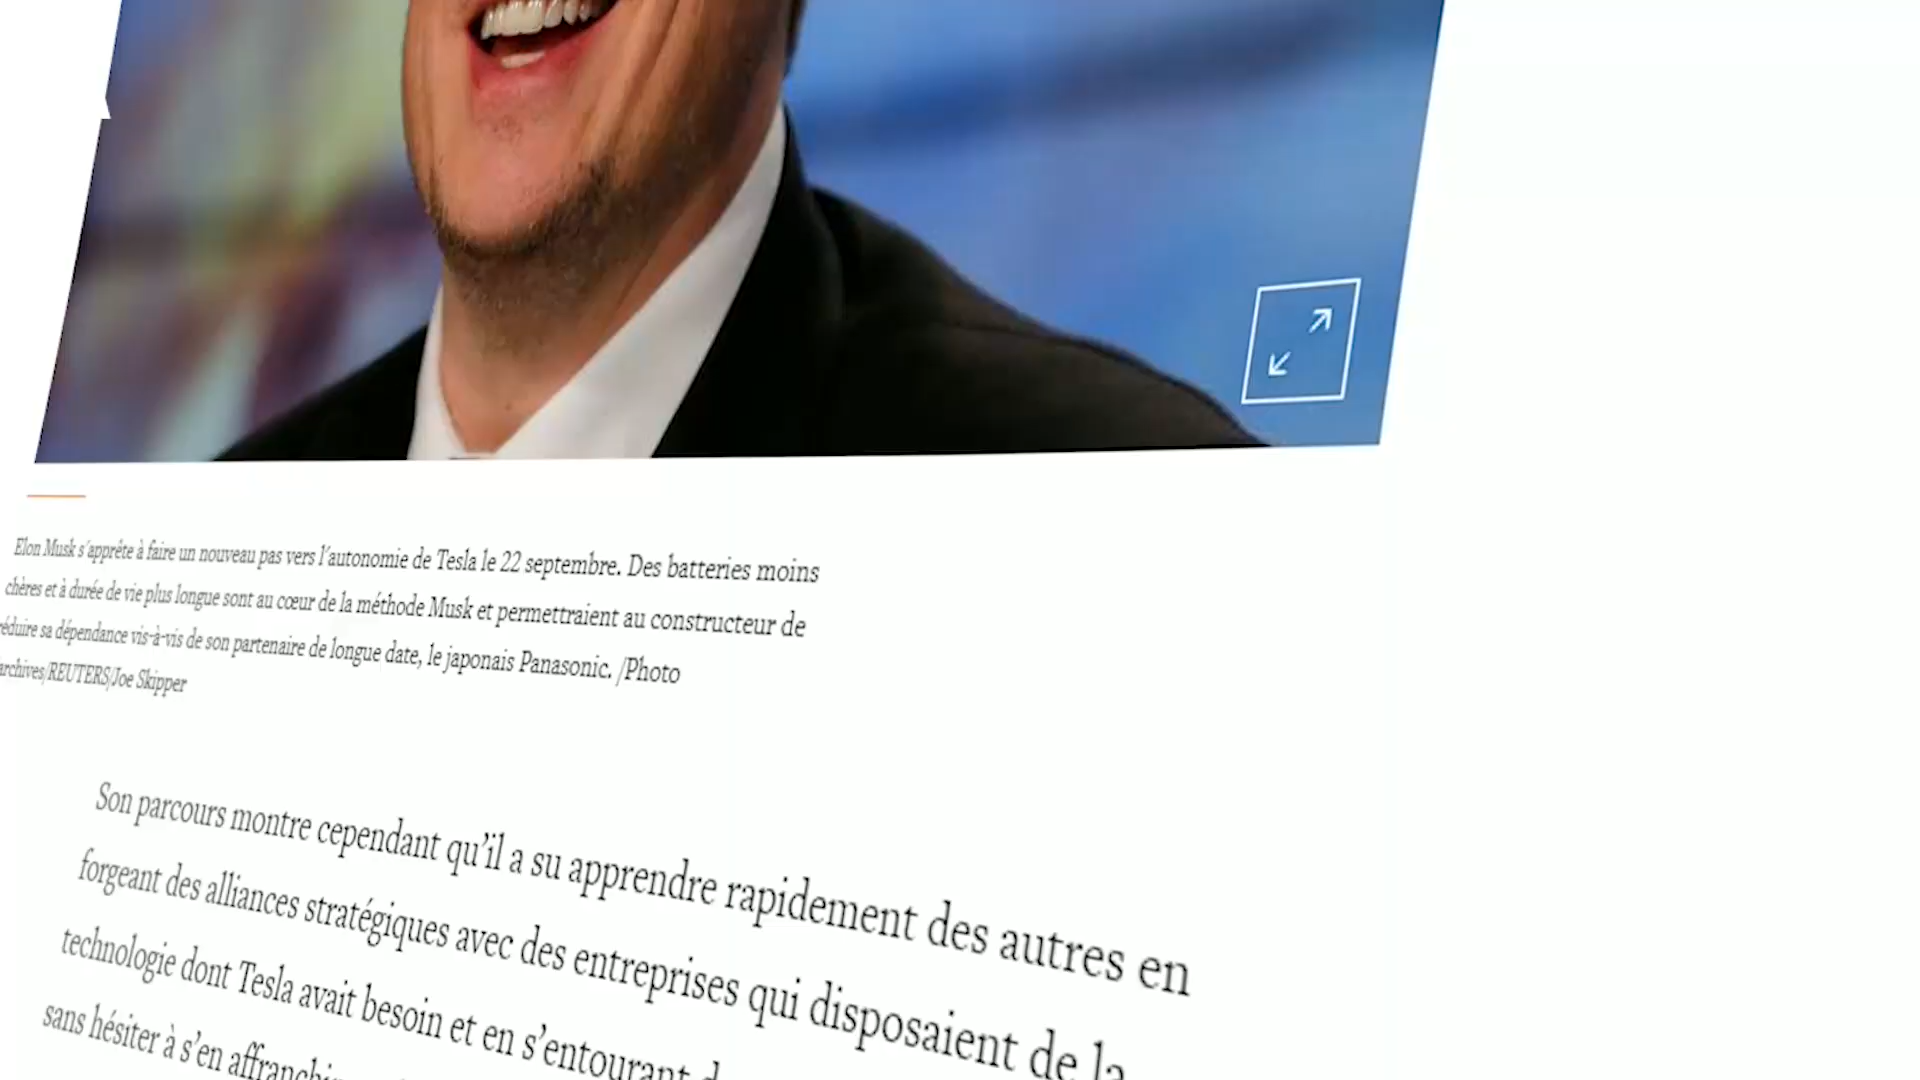 Elon Musk s'apprête à faire un nouveau pas vers l'autonomie de Tesla le 22 septembre. Des batteries moins
chères et à durée de vie plus longue sont au cœur de la méthode Musk et permettraient au constructeur de
réduire sa dépendance vis-à-vis de son partenaire de longue date, le japonais Panasonic. /Photo
archives/REUTERS/Joe Skipper
Son parcours montre cependant qu’il a su apprendre rapidement des autres en
forgeant des alliances stratégiques avec des entreprises qui disposaient de la
technologie dont Tesla avait besoin et en s’entourant
sans hésiter à s’en affranchir